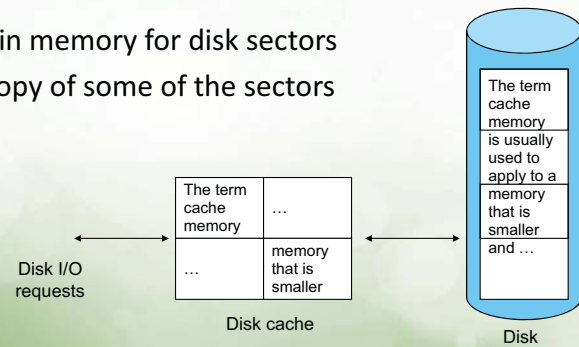 in memory for disk sectors
opy of some of the sectors
The term
cache
memory
is usually
used to
apply to a
memory
that is
smaller
and …
The term
cache
memory
…
…
memory
that is
smaller
Disk I/O
requests
Disk cache
Disk